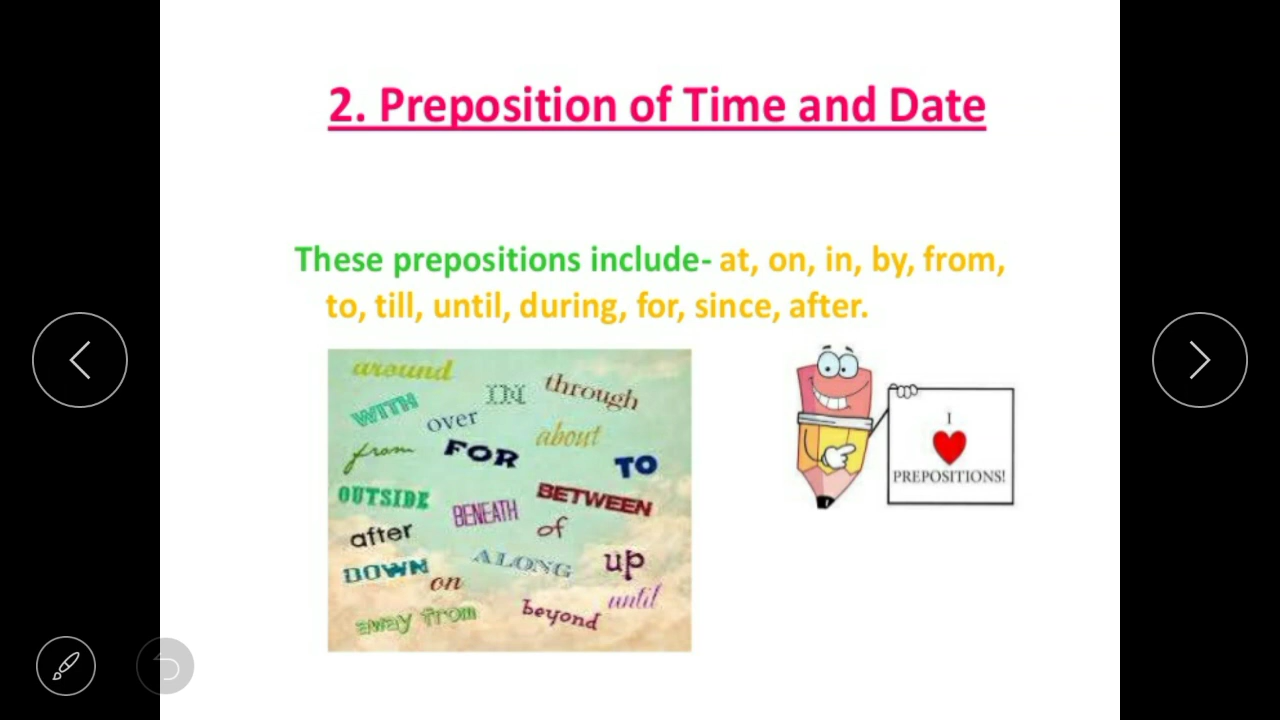 2. Preposition of Time and Date
These prepositions include- at, on, in, by, from,
to, till, until, during, for, since, after.
around
IN
through
WITH
over
about
from
FOR
TO
OUTSIDE
BENEATH
BETWEEN
after
of
DOWN
ALONG
up
on
until
away from
beyond
I
PREPOSITIONS!